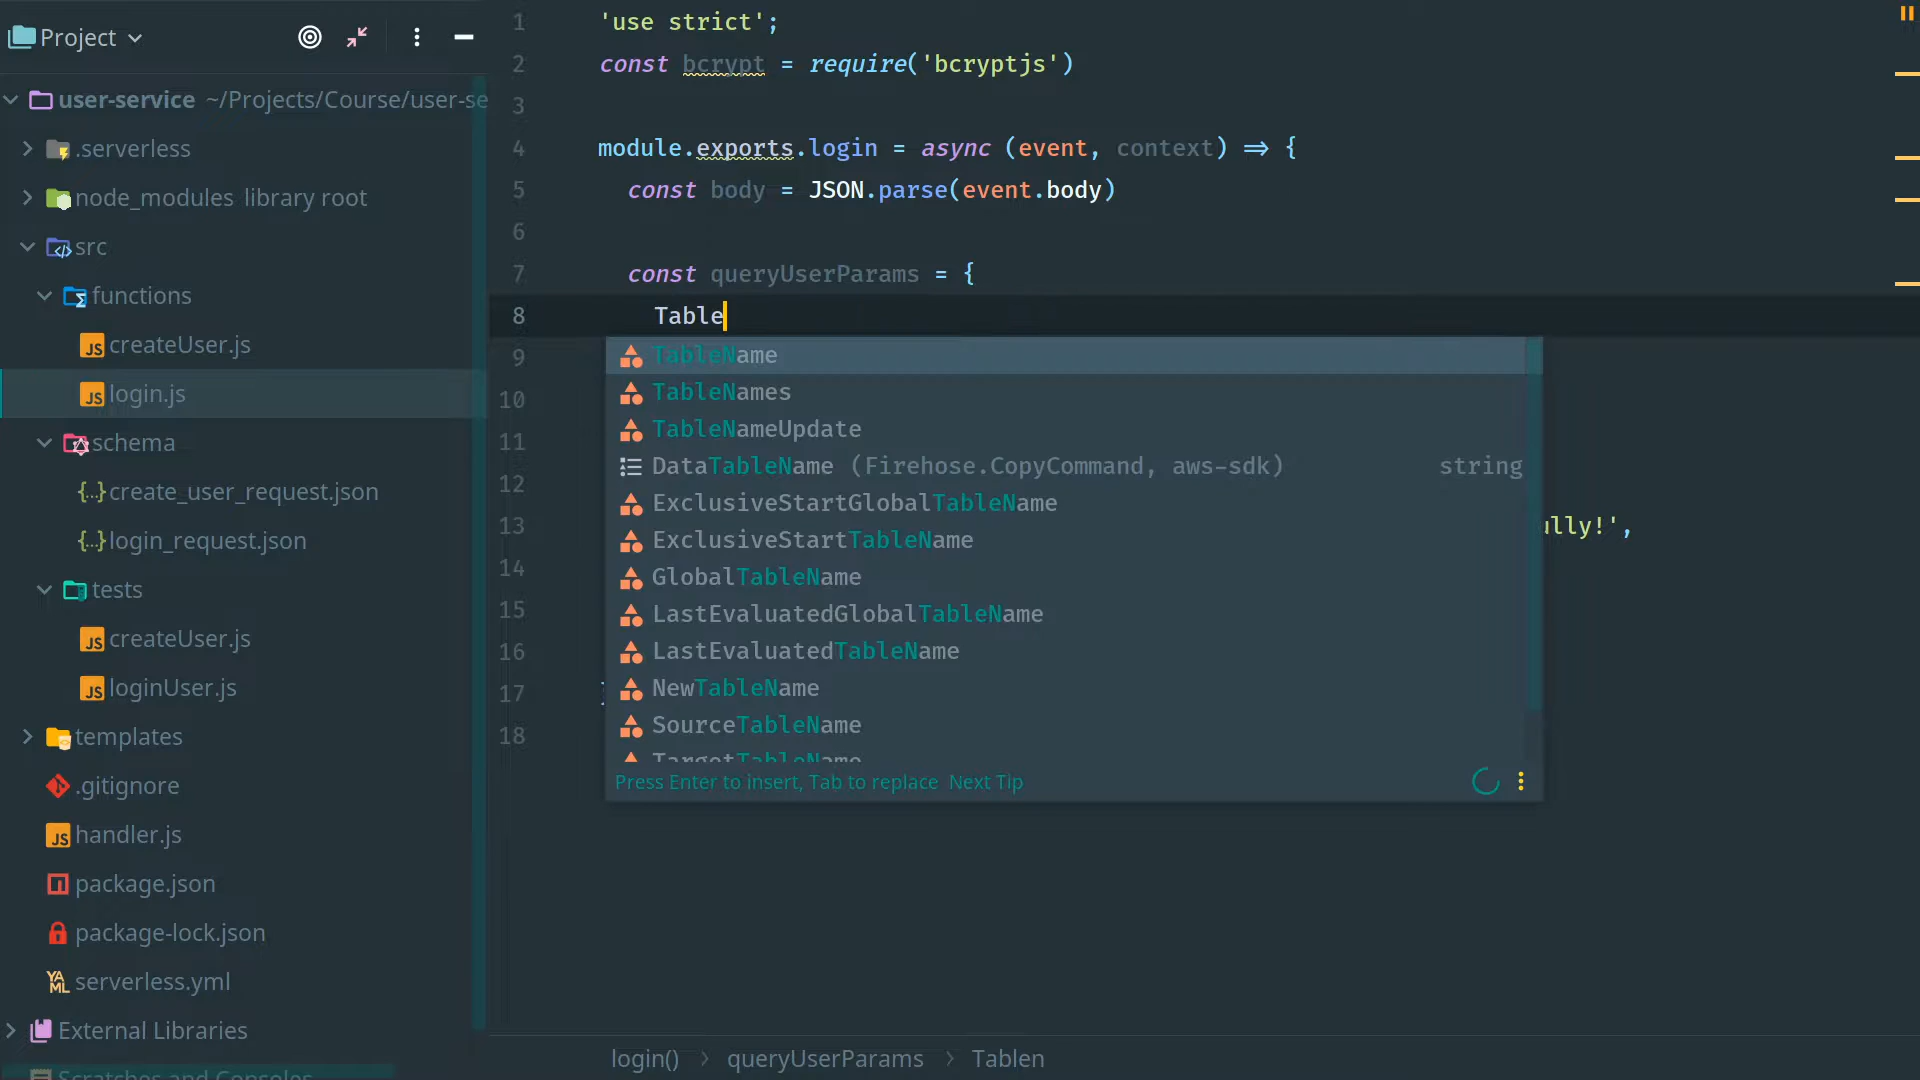 Project
user-service ~/Projects/Course/user-se
.serverless
node_modules library root
src
functions
createUser.js
login.js
schema
create_user_request.json
login_request.json
tests
createUser.js
loginUser.js
templates
.gitignore
handler.js
package.json
package-lock.json
serverless.yml
External Libraries
Scratches and Consoles
1 'use strict';
2 const bcrypt = require('bcryptjs')
3
4 module.exports.login = async (event, context) ⇒ {
5 const body = JSON.parse(event.body)
6
7 const queryUserParams = {
8 Table
9
10
11
12
13 ully!',
14
15
16
17
18
TableName
TableNames
TableNameUpdate
DataTableName (Firehose.CopyCommand, aws-sdk) string
ExclusiveStartGlobalTableName
ExclusiveStartTableName
GlobalTableName
LastEvaluatedGlobalTableName
LastEvaluatedTableName
NewTableName
SourceTableName
TargetTableName
Press Enter to insert, Tab to replace Next Tip
login() > queryUserParams > Tablen